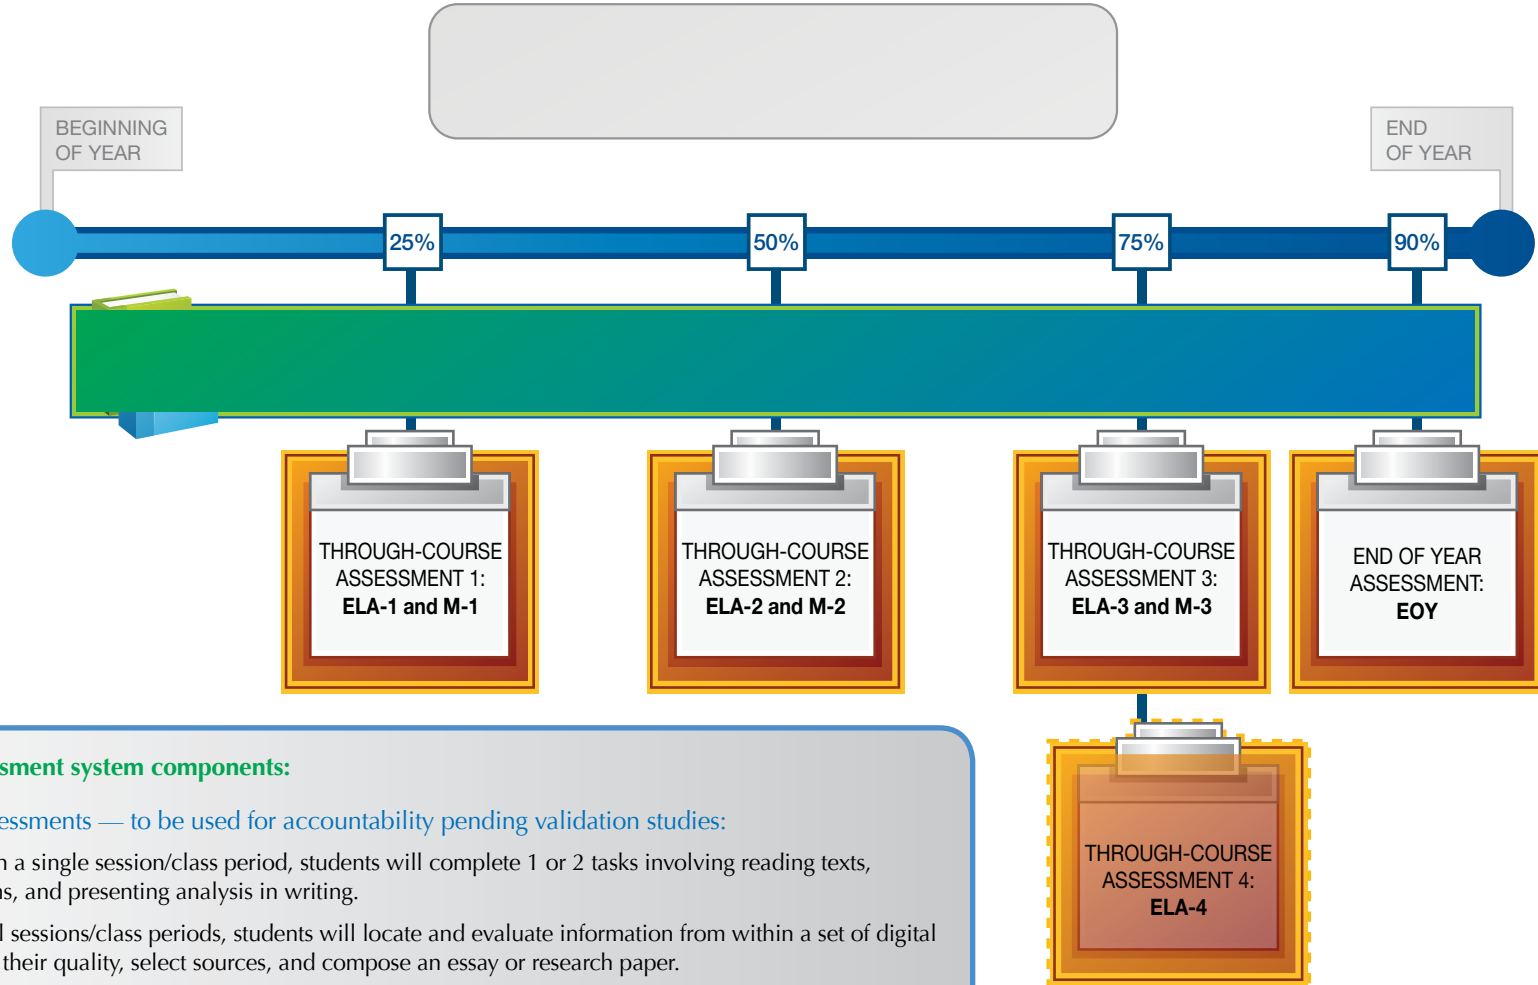 BEGINNING
OF YEAR
END
OF YEAR
25%
50%
75%
90%
THROUGH-COURSE
ASSESSMENT 1:
ELA-1 and M-1
THROUGH-COURSE
ASSESSMENT 2:
ELA-2 and M-2
THROUGH-COURSE
ASSESSMENT 3:
ELA-3 and M-3
END OF YEAR
ASSESSMENT:
EOY
THROUGH-COURSE
ASSESSMENT 4:
ELA-4
system components:
— to be used for accountability pending validation studies:
a single session/class period, students will complete 1 or 2 tasks involving reading texts,
and presenting analysis in writing.
sessions/class periods, students will locate and evaluate information from within a set of digital
their quality, select sources, and compose an essay or research paper.